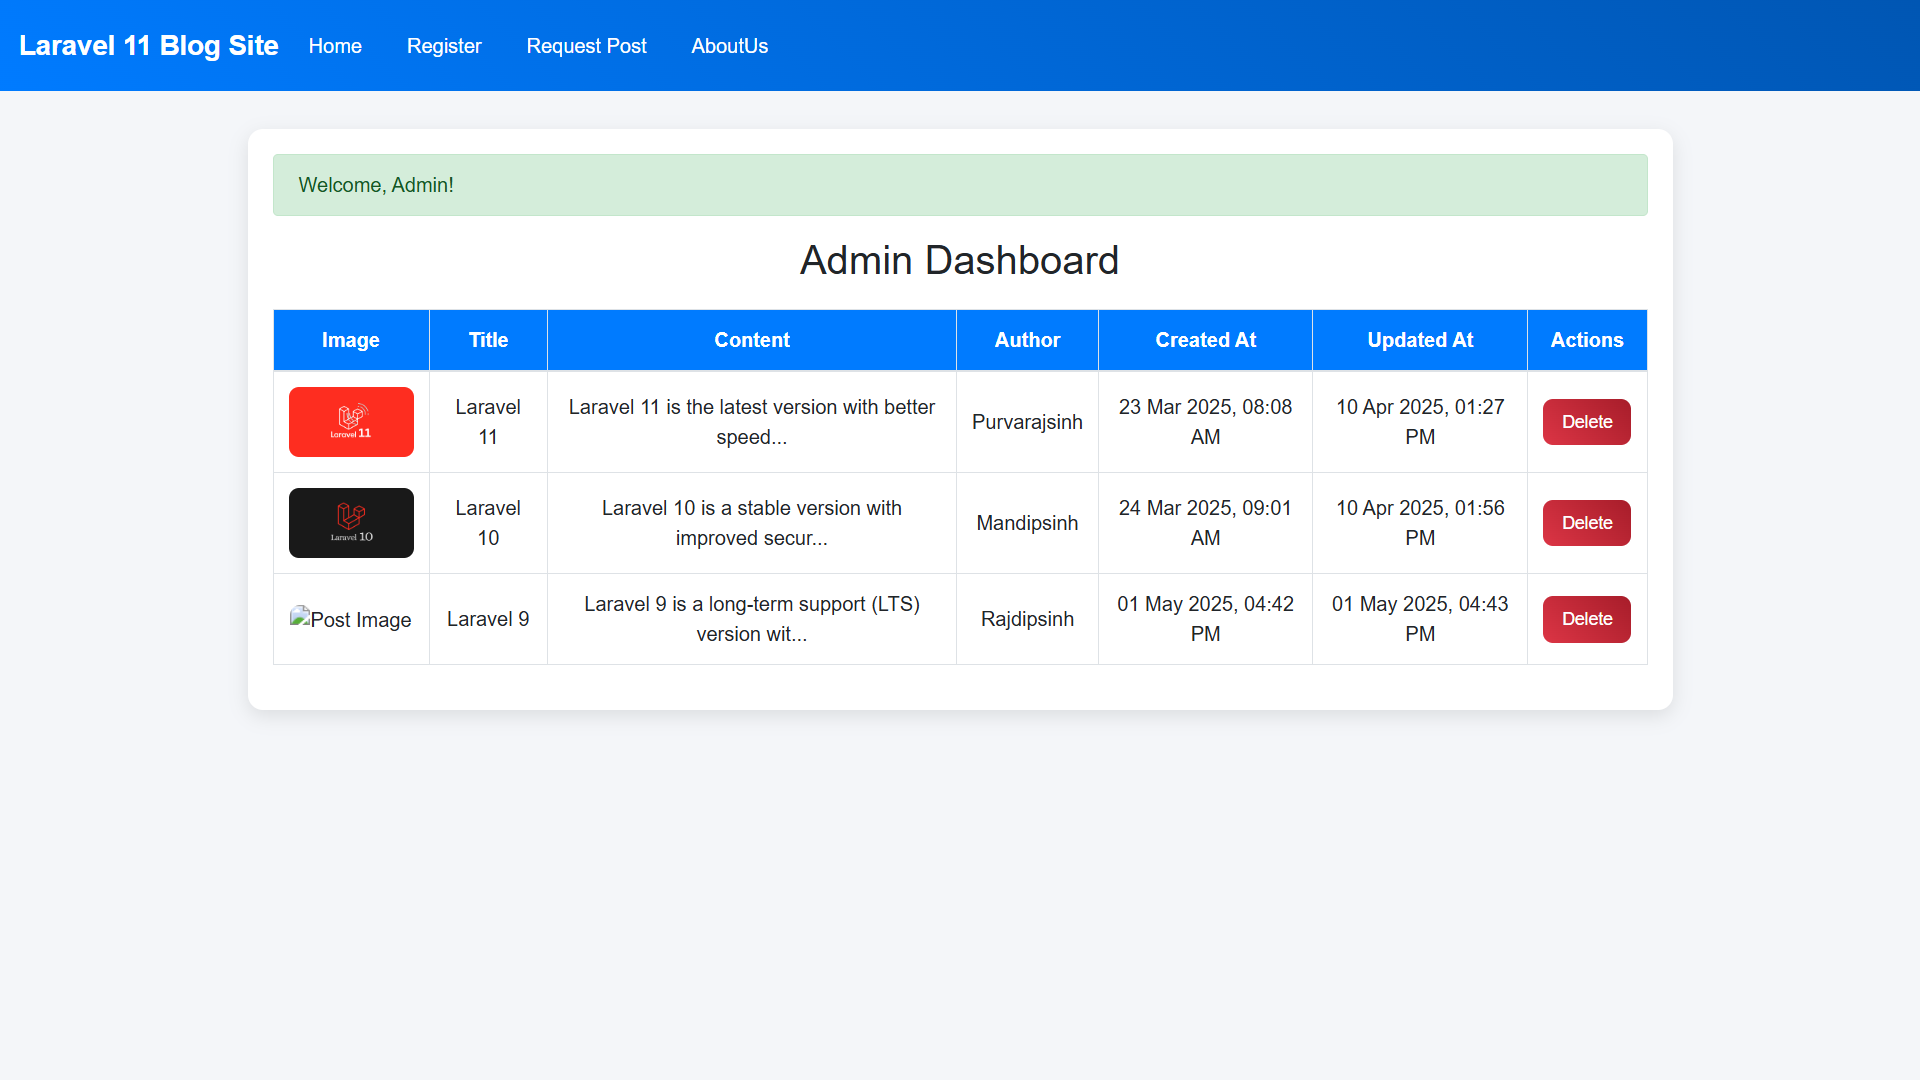 Laravel 11 Blog Site Home Register Request Post AboutUs
Welcome, Admin!
Admin Dashboard
Image Title Content Author Created At Updated At Actions
Laravel 11
Laravel
11
Laravel 11 is the latest version with better
speed...
Purvarajsinh
23 Mar 2025, 08:08
AM
10 Apr 2025, 01:27
PM
Delete
Laravel 10
Laravel
10
Laravel 10 is a stable version with
improved secur...
Mandipsinh
24 Mar 2025, 09:01
AM
10 Apr 2025, 01:56
PM
Delete
Post Image
Laravel 9
Laravel 9 is a long-term support (LTS)
version wit...
Rajdipsinh
01 May 2025, 04:42
PM
01 May 2025, 04:43
PM
Delete